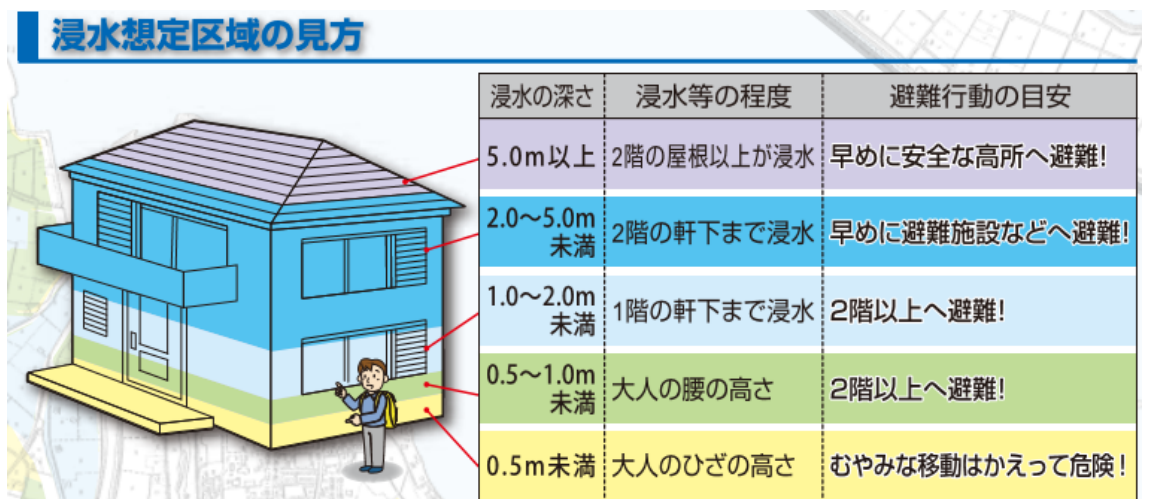 浸水想定区域の見方
浸水の深さ 浸水等の程度 避難行動の目安
5.0m以上 2階の屋根以上が浸水 早めに安全な高所へ避難!
2.0～5.0m
未満 2階の軒下まで浸水 早めに避難施設などへ避難!
1.0～2.0m
未満 1階の軒下まで浸水 2階以上へ避難!
0.5～1.0m
未満 大人の腰の高さ 2階以上へ避難!
0.5m未満 大人のひざの高さ むやみな移動はかえって危険!